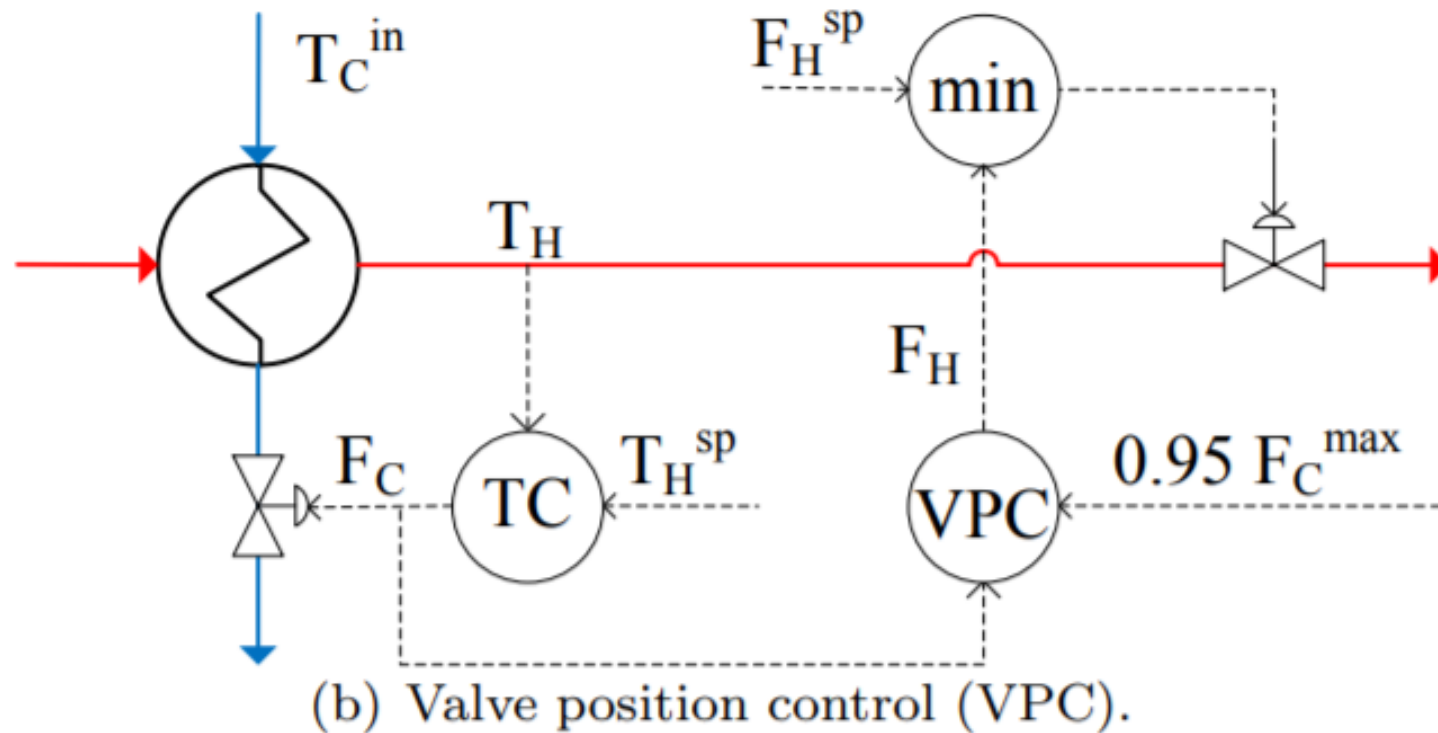 T_C^in
F_H^sp
min
T_H
F_H
F_C
TC
T_H^sp
VPC
0.95 F_C^max
(b) Valve position control (VPC).